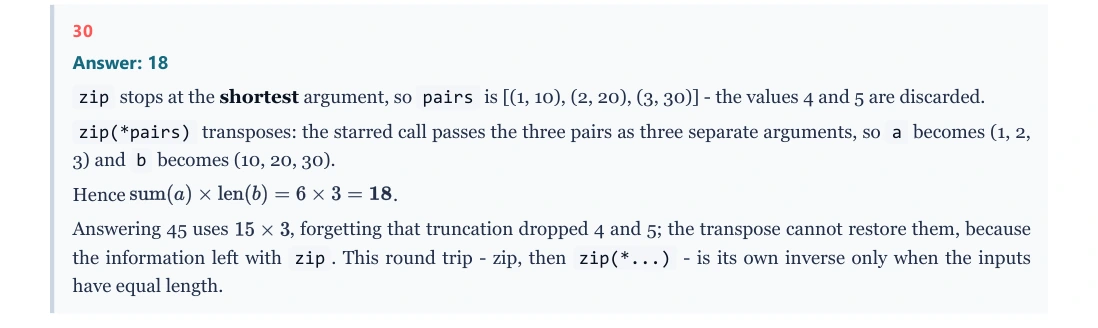 30
Answer: 18
zip stops at the shortest argument, so pairs is [(1, 10), (2, 20), (3, 30)] - the values 4 and 5 are discarded.
zip(*pairs) transposes: the starred call passes the three pairs as three separate arguments, so a becomes (1, 2,
3) and b becomes (10, 20, 30).
Hence sum(a) × len(b) = 6 × 3 = 18.
Answering 45 uses 15 × 3, forgetting that truncation dropped 4 and 5; the transpose cannot restore them, because
the information left with zip . This round trip - zip, then zip(*...) - is its own inverse only when the inputs
have equal length.